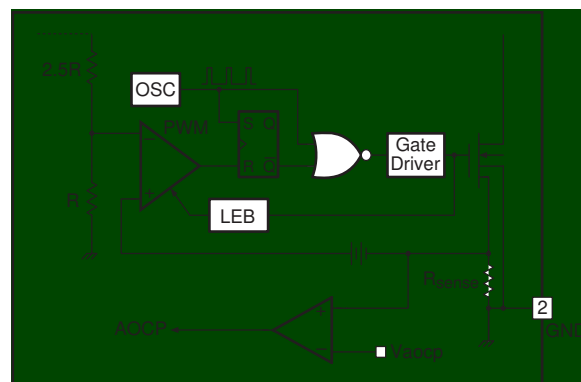 2.5R
OSC
PWM
S Q
R Q̅
Gate
Driver
R
LEB
Rsense
2
GND
AOCP
Vaocp